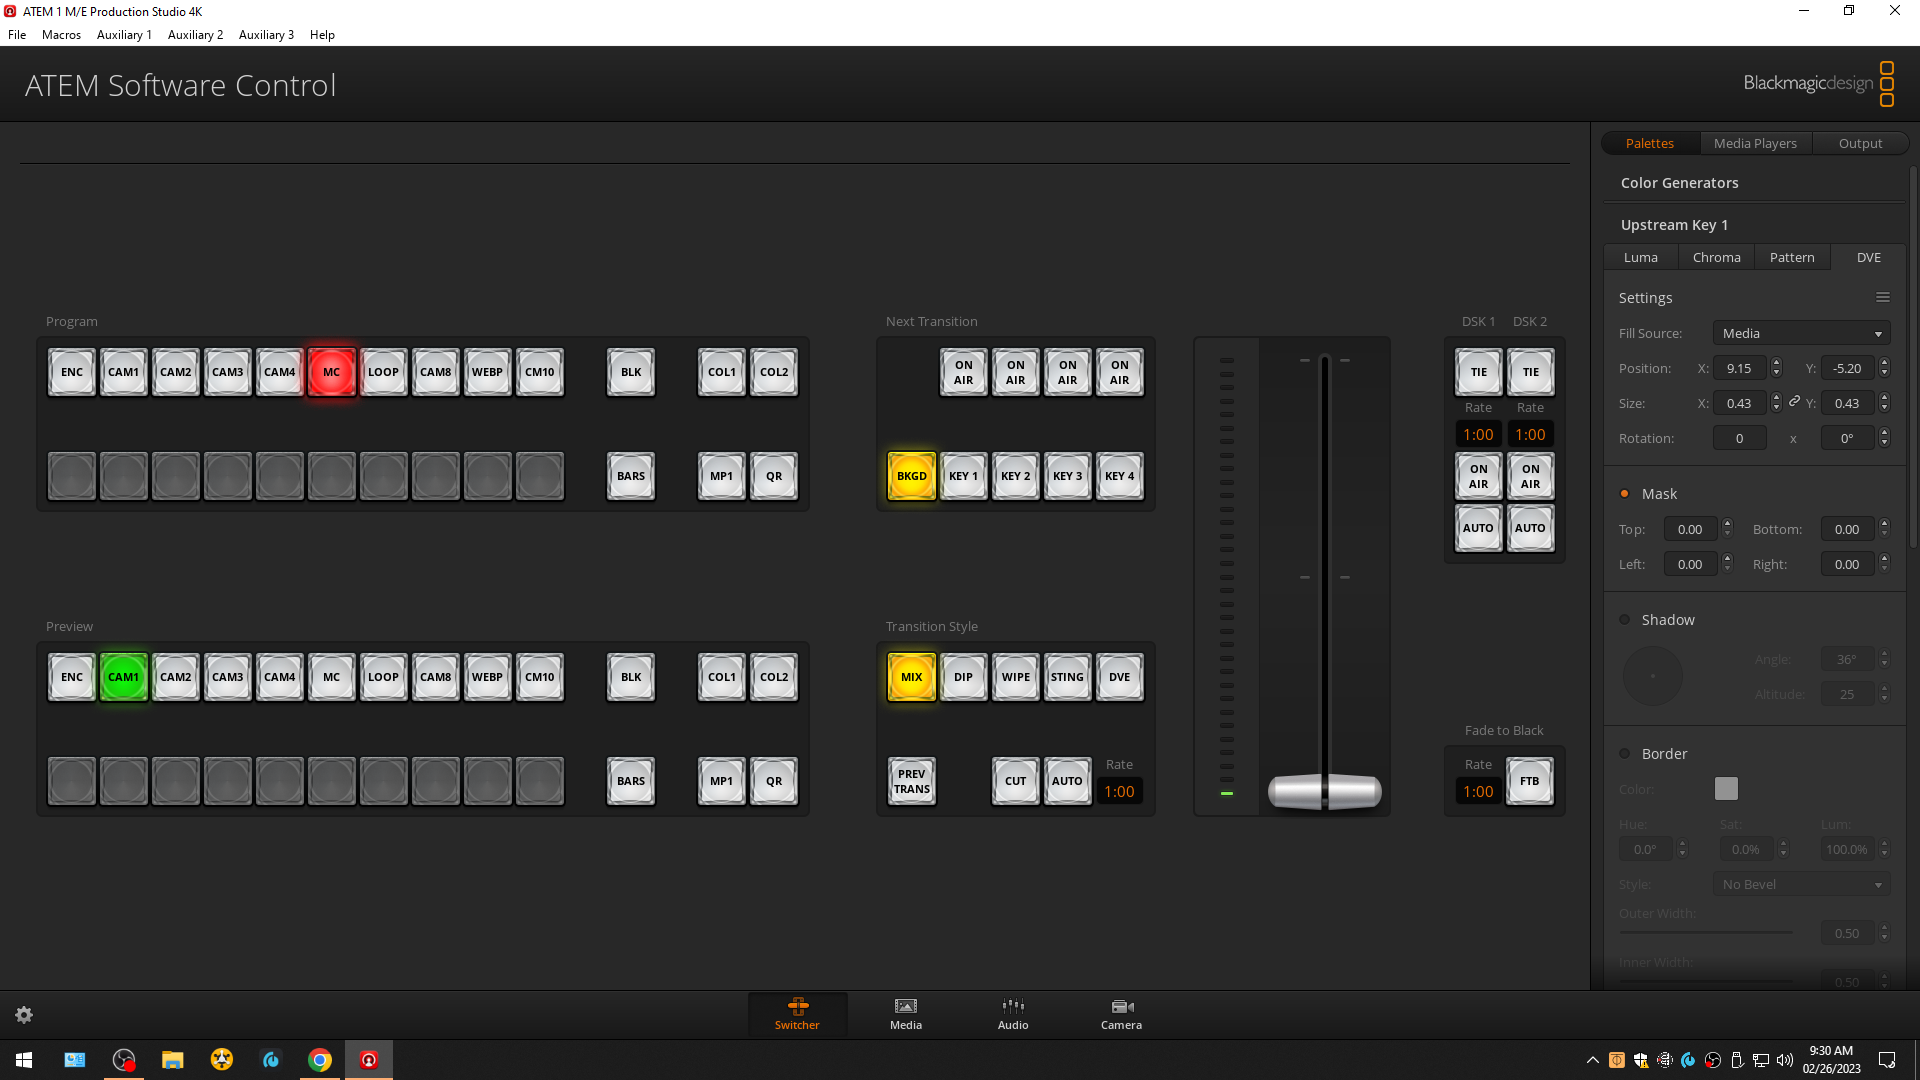 ATEM 1 M/E Production Studio 4K
File Macros Auxiliary 1 Auxiliary 2 Auxiliary 3 Help
ATEM Software Control
Blackmagicdesign
Palettes Media Players Output
Color Generators
Upstream Key 1
Luma Chroma Pattern DVE
Settings
Fill Source: Media
Position: X: 9.15 Y: -5.20
Size: X: 0.43 Y: 0.43
Rotation: 0 x 0°
Mask
Top: 0.00 Bottom: 0.00
Left: 0.00 Right: 0.00
Shadow
Angle: 36°
Altitude: 25
Border
Color:
Hue: Sat: Lum:
0.0° 0.0% 100.0%
Style: No Bevel
Outer Width:
0.50
Inner Width:
0.50
Program
ENC CAM1 CAM2 CAM3 CAM4 MC LOOP CAM8 WEBP CM10 BLK COL1 COL2
BARS MP1 QR
Next Transition
ON AIR ON AIR ON AIR ON AIR
BKGD KEY 1 KEY 2 KEY 3 KEY 4
DSK 1 DSK 2
TIE TIE
Rate Rate
1:00 1:00
ON AIR ON AIR
AUTO AUTO
Preview
ENC CAM1 CAM2 CAM3 CAM4 MC LOOP CAM8 WEBP CM10 BLK COL1 COL2
BARS MP1 QR
Transition Style
MIX DIP WIPE STING DVE
PREV TRANS CUT AUTO Rate 1:00
Fade to Black
Rate
1:00 FTB
Switcher Media Audio Camera
9:30 AM
02/26/2023